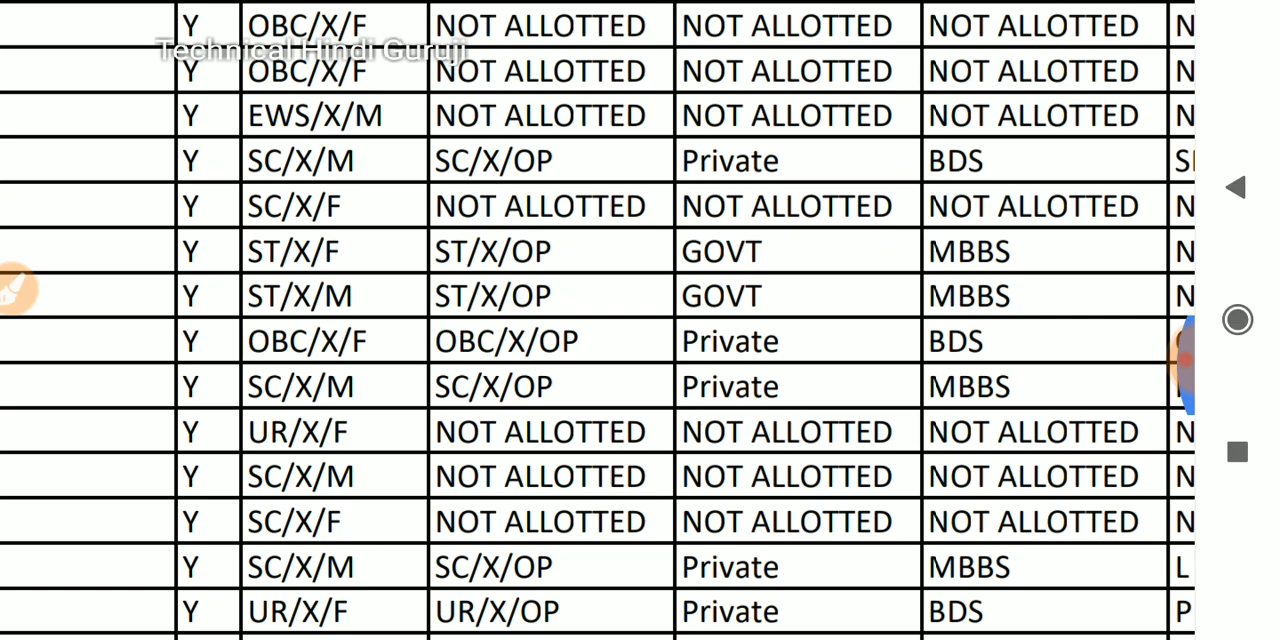 Y OBC/X/F NOT ALLOTTED NOT ALLOTTED NOT ALLOTTED N
Technical Hindi Guruji
Y OBC/X/F NOT ALLOTTED NOT ALLOTTED NOT ALLOTTED N
Y EWS/X/M NOT ALLOTTED NOT ALLOTTED NOT ALLOTTED N
Y SC/X/M SC/X/OP Private BDS
Y SC/X/F NOT ALLOTTED NOT ALLOTTED NOT ALLOTTED N
Y ST/X/F ST/X/OP GOVT MBBS N
Y ST/X/M ST/X/OP GOVT MBBS N
Y OBC/X/F OBC/X/OP Private BDS
Y SC/X/M SC/X/OP Private MBBS
Y UR/X/F NOT ALLOTTED NOT ALLOTTED NOT ALLOTTED N
Y SC/X/M NOT ALLOTTED NOT ALLOTTED NOT ALLOTTED N
Y SC/X/F NOT ALLOTTED NOT ALLOTTED NOT ALLOTTED N
Y SC/X/M SC/X/OP Private MBBS L
Y UR/X/F UR/X/OP Private BDS P